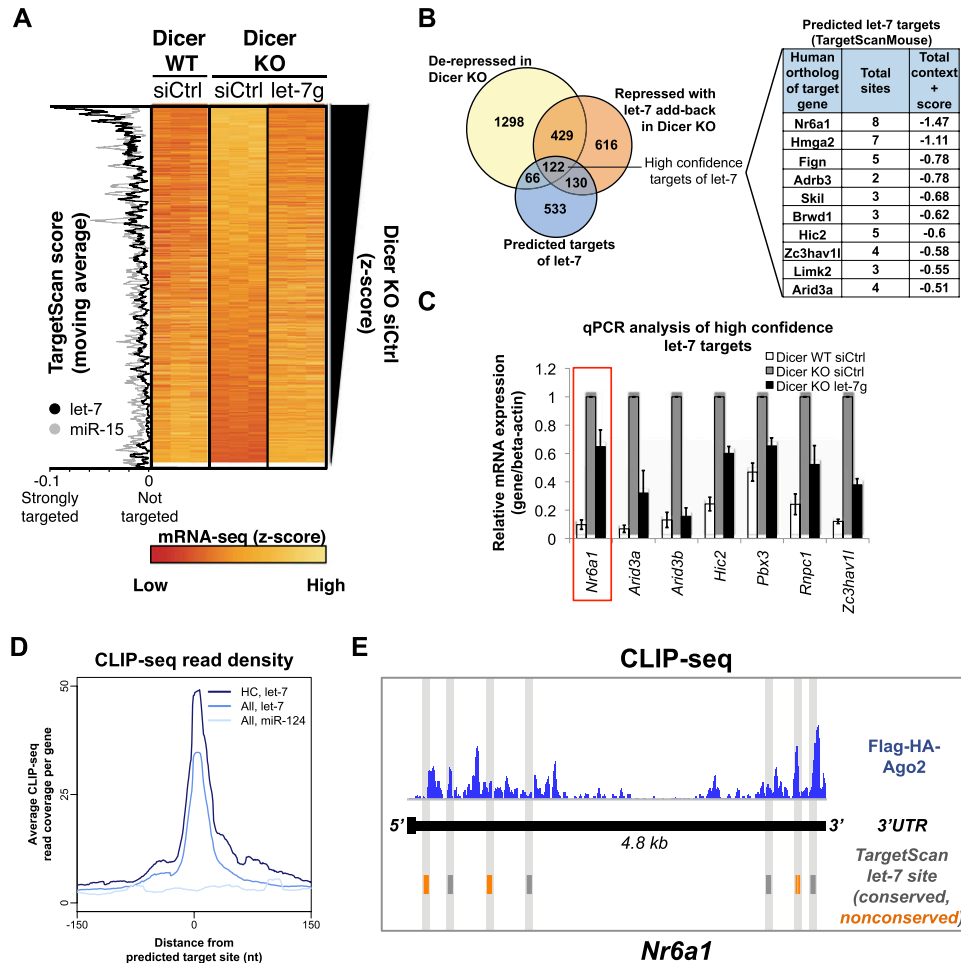 A
Dicer WT
Dicer KO
siCtrl
siCtrl
let-7g
TargetScan score
(moving average)
let-7
miR-15
Dicer KO siCtrl
(z-score)
-0.1
0
Strongly targeted
Not targeted
mRNA-seq (z-score)
Low
High
B
De-repressed in
Dicer KO
Repressed with
let-7 add-back
in Dicer KO
1298
429
616
122
66
130
533
High confidence
targets of let-7
Predicted targets
of let-7
Predicted let-7 targets
(TargetScanMouse)
Human ortholog of target gene
Total sites
Total context + score
Nr6a1 8 -1.47
Hmga2 7 -1.11
Fign 5 -0.78
Adrb3 2 -0.78
Skil 3 -0.68
Brwd1 3 -0.62
Hic2 5 -0.6
Zc3hav1l 4 -0.58
Limk2 3 -0.55
Arid3a 4 -0.51
C
qPCR analysis of high confidence
let-7 targets
Dicer WT siCtrl
Dicer KO siCtrl
Dicer KO let-7g
Relative mRNA expression
(gene/beta-actin)
1.2
1
0.8
0.6
0.4
0.2
0
Nr6a1
Arid3a
Arid3b
Hic2
Pbx3
Rnpc1
Zc3hav1l
D
CLIP-seq read density
HC, let-7
All, let-7
All, miR-124
Average CLIP-seq
read coverage per gene
50
25
0
-150
0
150
Distance from
predicted target site (nt)
E
CLIP-seq
Flag-HA-
Ago2
5’
3’
3’UTR
4.8 kb
TargetScan
let-7 site
(conserved,
nonconserved)
Nr6a1